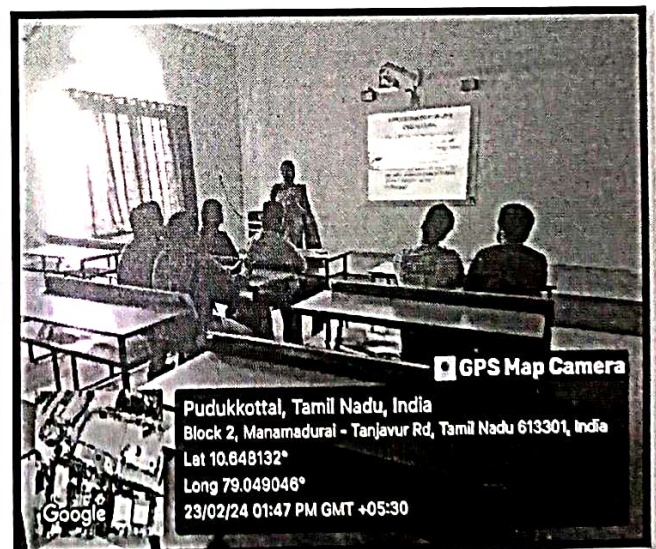 GPS Map Camera
Pudukkottai, Tamil Nadu, India
Block 2, Manamadurai - Tanjavur Rd, Tamil Nadu 613301, India
Lat 10.648132°
Long 79.049046°
23/02/24 01:47 PM GMT +05:30
Google